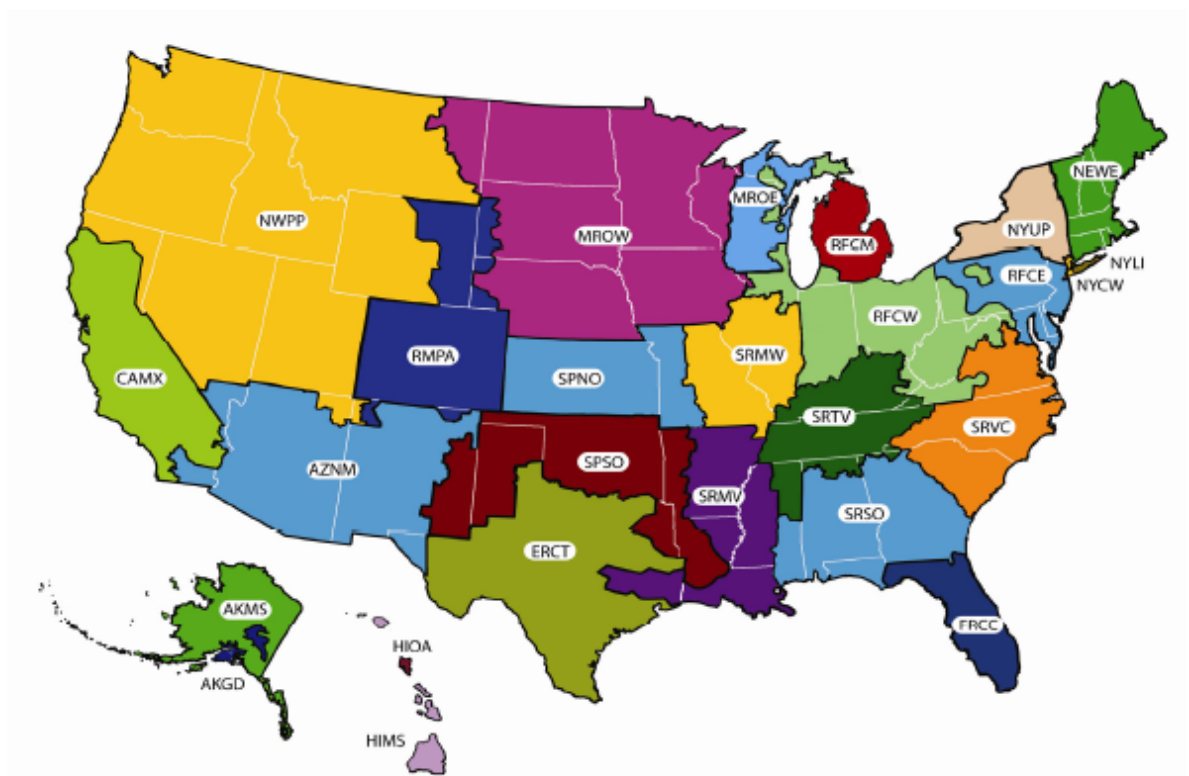 NEWE
MROE
NWPP
NYUP
MROW
RFCM
NYLI
RFCE
NYCW
RFCW
SRMW
RMPA
CAMX
SPNO
SRTV
SRVC
AZNM
SPSO
SRMV
SRSO
ERCT
AKMS
FRCC
HIOA
AKGD
HIMS